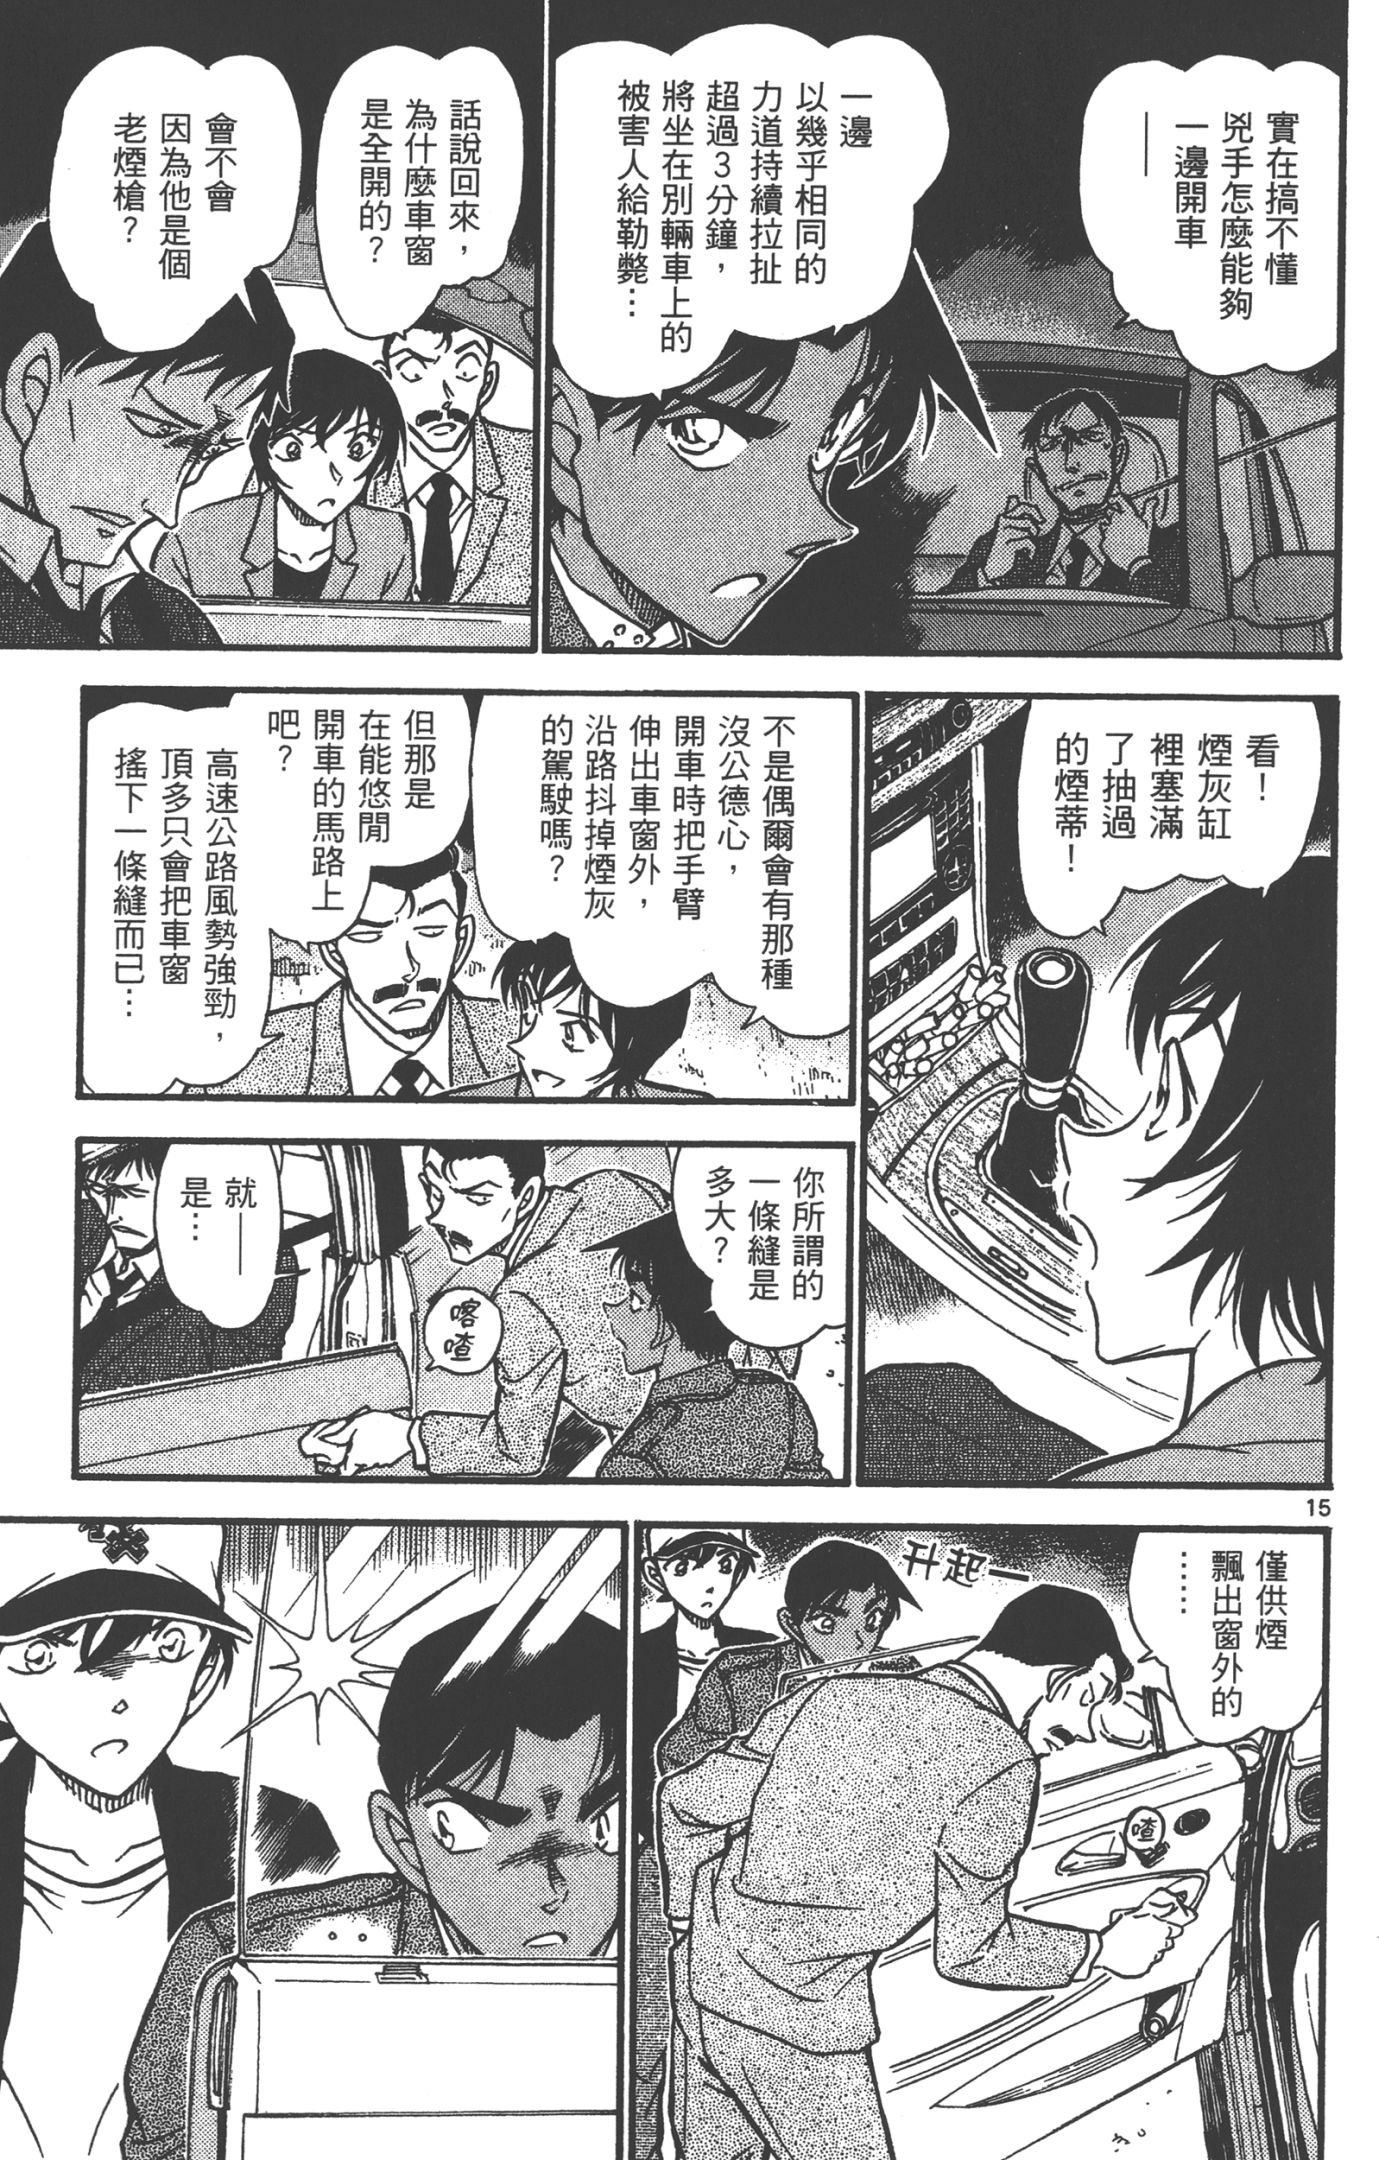 實在搞不懂
兇手怎麼能夠
一邊開車
——
一邊
以幾乎相同的
力道持續拉扯
超過3分鐘，
將坐在別輛車上的
被害人給勒斃…
話說回來，
為什麼車窗
是全開的？
會不會
因為他是個
老煙槍？
看！
煙灰缸
裡塞滿
了抽過
的煙蒂！
不是偶爾會有那種
沒公德心，
開車時把手臂
伸出車窗外，
沿路抖掉煙灰
的駕駛嗎？
但那是
在能悠閒
開車的馬路上
吧？
高速公路風勢強勁，
頂多只會把車窗
搖下一條縫而已…
你所謂的
一條縫是
多大？
喀
喳
就——
是…
15
僅供煙
飄出窗外的
……
升起—
喳